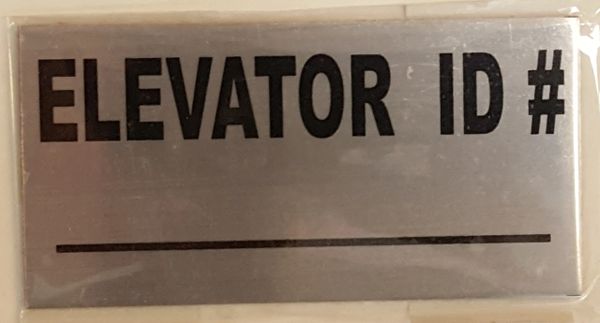 ELEVATOR ID #